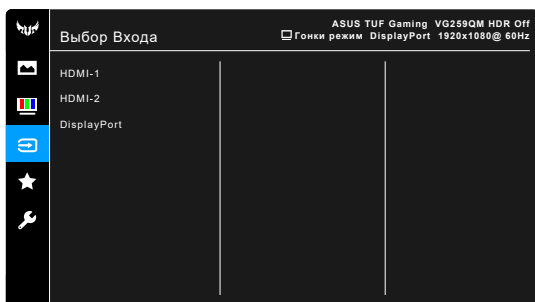 ASUS TUF Gaming VG259QM HDR Off
Выбор Входа
Гонки режим DisplayPort 1920x1080@ 60Hz
HDMI-1
HDMI-2
DisplayPort